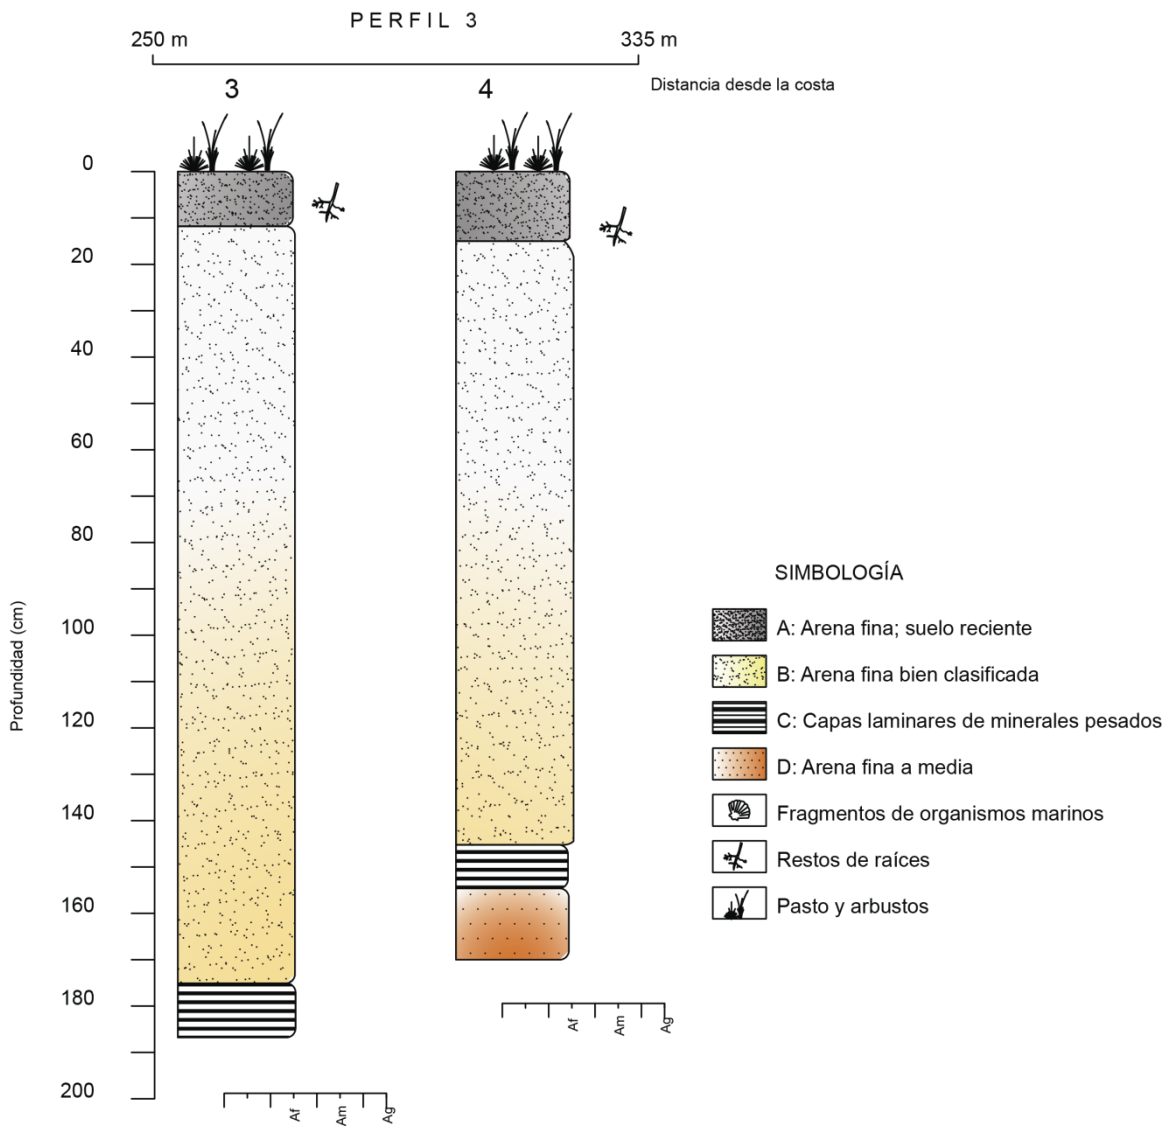 PERFIL 3
250 m
335 m
Distancia desde la costa
3
4
0
20
40
60
80
100
120
140
160
180
200
Profundidad (cm)
SIMBOLOGÍA
A: Arena fina; suelo reciente
B: Arena fina bien clasificada
C: Capas laminares de minerales pesados
D: Arena fina a media
Fragmentos de organismos marinos
Restos de raíces
Pasto y arbustos
Af
Am
Ag
Af
Am
Ag